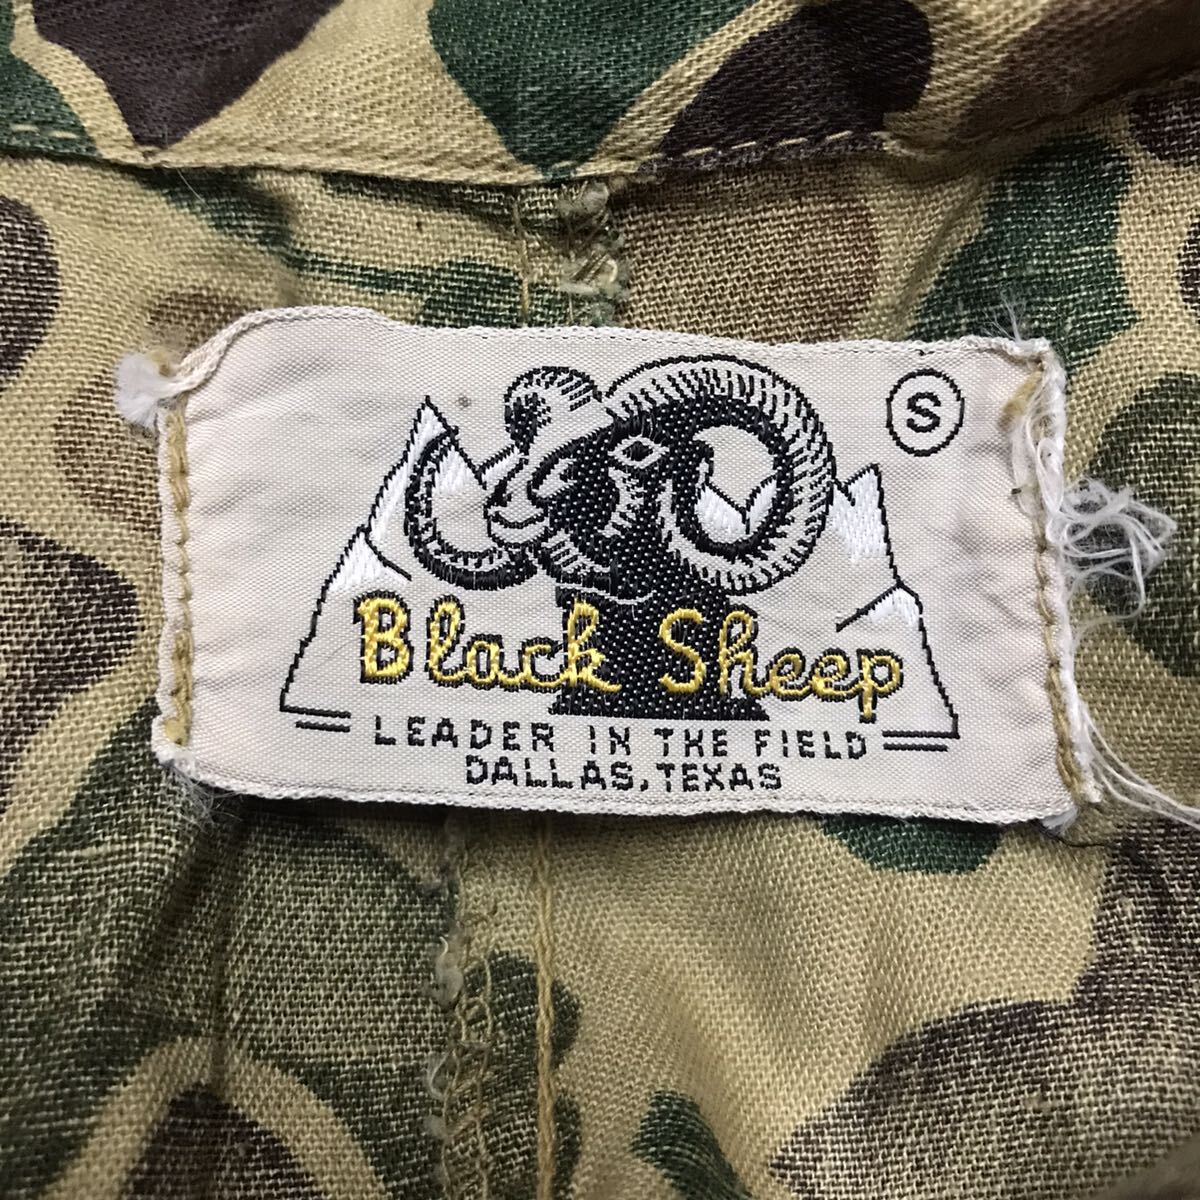 S
Black Sheep
LEADER IN THE FIELD
DALLAS, TEXAS